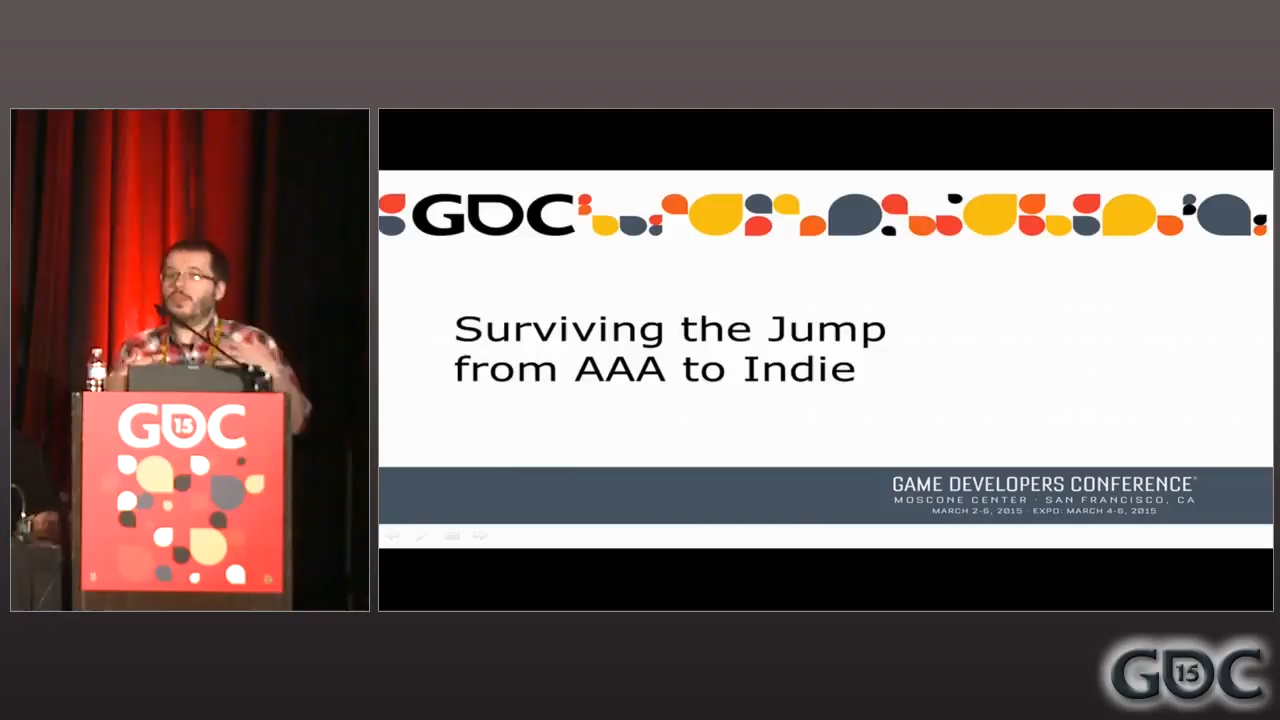 GDC
Surviving the Jump
from AAA to Indie
GAME DEVELOPERS CONFERENCE®
MOSCONE CENTER · SAN FRANCISCO, CA
MARCH 2-6, 2015 · EXPO: MARCH 4-6, 2015
GDC
15
GDC
15